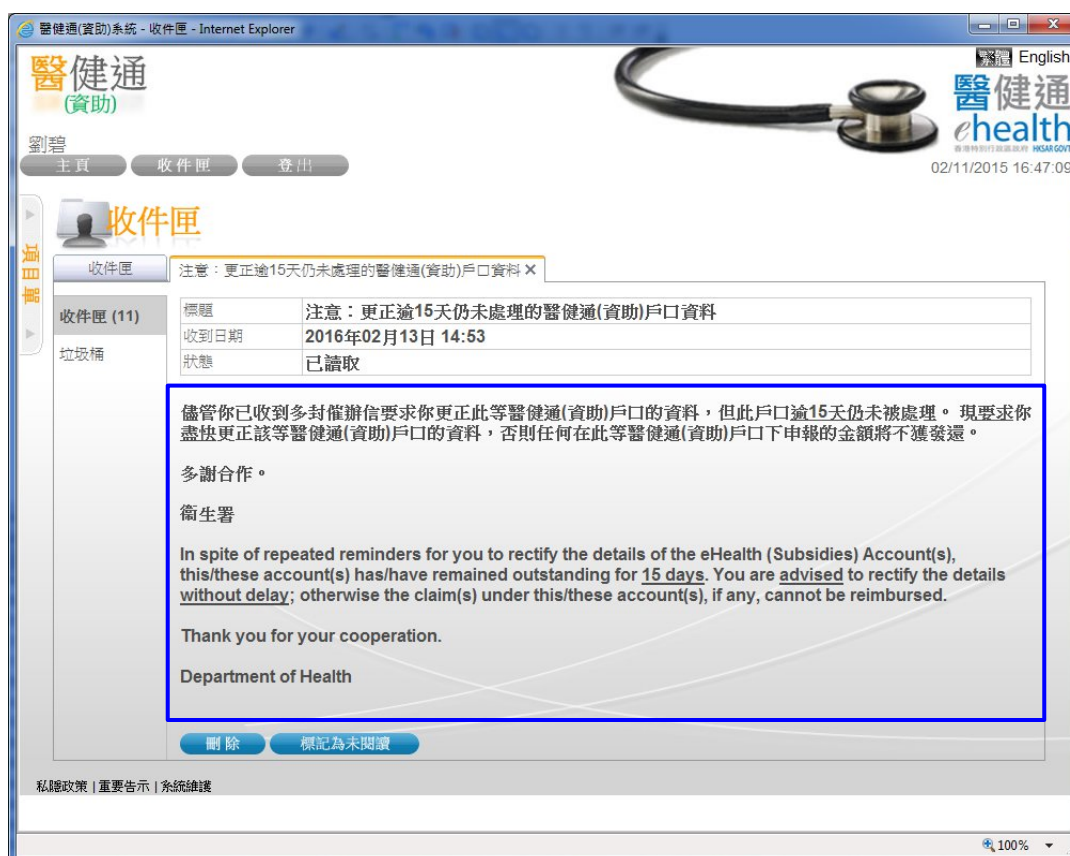 醫健通(資助)系統 - 收件匣 - Internet Explorer
繁體 English
醫健通
(資助)
醫健通
ehealth
香港特別行政區政府 HKSAR GOVT
劉碧
主頁 收件匣 登出
02/11/2015 16:47:09
收件匣
項目單
收件匣 注意：更正逾15天仍未處理的醫健通(資助)戶口資料 X
收件匣 (11)
垃圾桶
標題 注意：更正逾15天仍未處理的醫健通(資助)戶口資料
收到日期 2016年02月13日 14:53
狀態 已讀取
儘管你已收到多封催辦信要求你更正此等醫健通(資助)戶口的資料，但此戶口逾15天仍未被處理。 現要求你
盡快更正該等醫健通(資助)戶口的資料，否則任何在此等醫健通(資助)戶口下申報的金額將不獲發還。
多謝合作。
衞生署
In spite of repeated reminders for you to rectify the details of the eHealth (Subsidies) Account(s),
this/these account(s) has/have remained outstanding for 15 days. You are advised to rectify the details
without delay; otherwise the claim(s) under this/these account(s), if any, cannot be reimbursed.
Thank you for your cooperation.
Department of Health
刪除 標記為未閱讀
私隱政策 | 重要告示 | 系統維護
100%